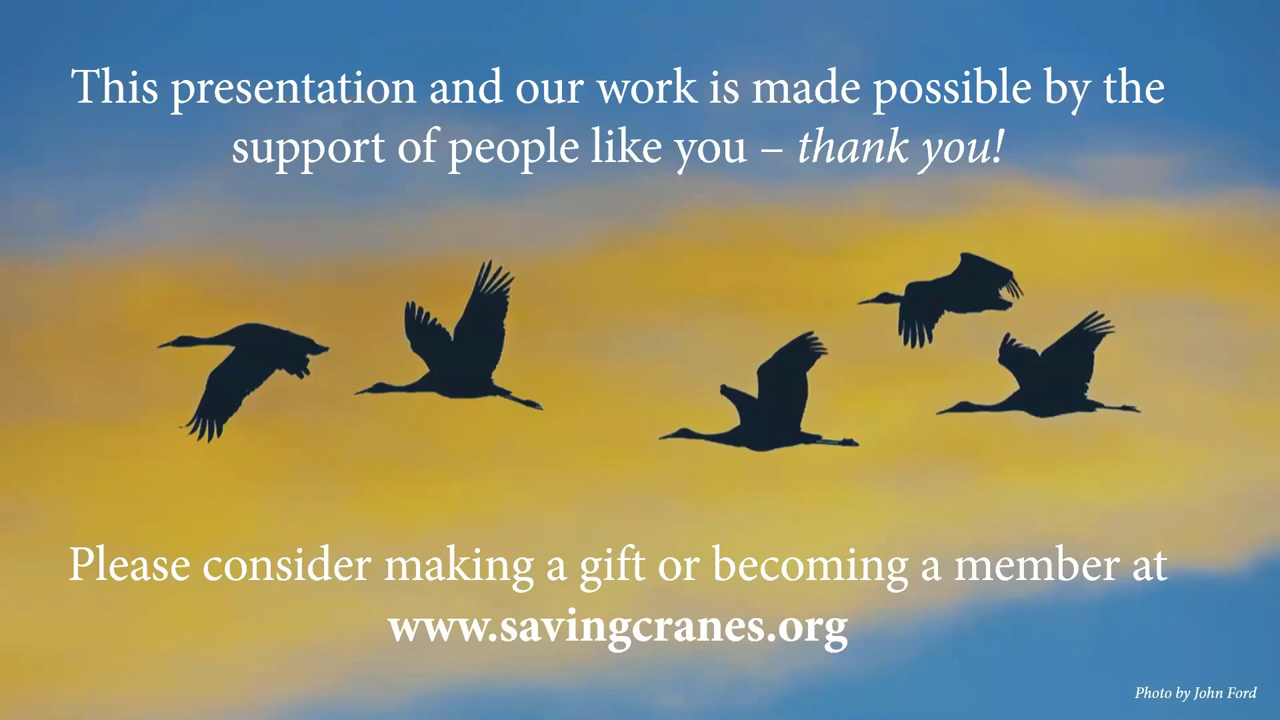 This presentation and our work is made possible by the
support of people like you – thank you!
Please consider making a gift or becoming a member at
www.savingcranes.org
Photo by John Ford